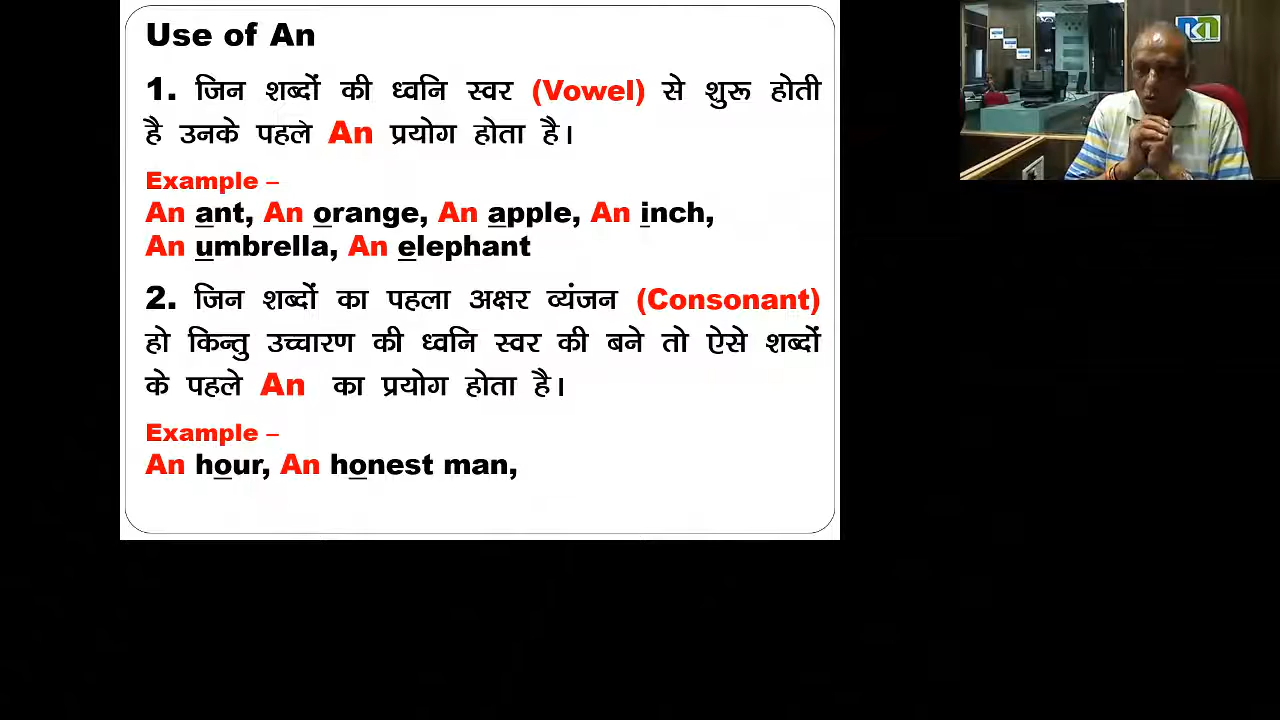 Use of An
1. जिन शब्दों की ध्वनि स्वर (Vowel) से शुरू होती
है उनके पहले An प्रयोग होता है।
Example –
An ant, An orange, An apple, An inch,
An umbrella, An elephant
2. जिन शब्दों का पहला अक्षर व्यंजन (Consonant)
हो किन्तु उच्चारण की ध्वनि स्वर की बने तो ऐसे शब्दों
के पहले An का प्रयोग होता है।
Example –
An hour, An honest man,